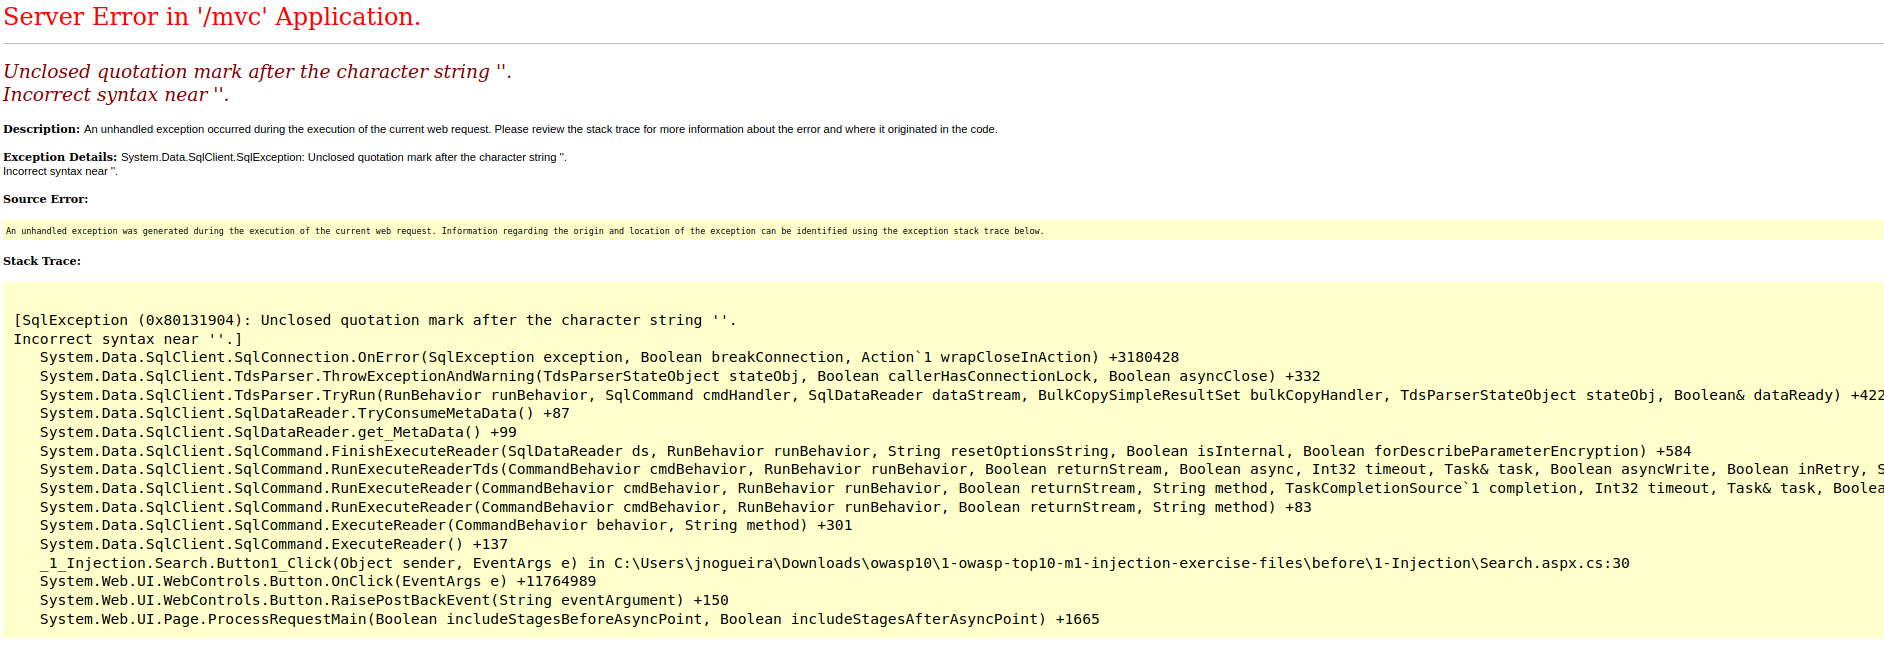 Server Error in '/mvc' Application.
Unclosed quotation mark after the character string ''.
Incorrect syntax near ''.
Description: An unhandled exception occurred during the execution of the current web request. Please review the stack trace for more information about the error and where it originated in the code.
Exception Details: System.Data.SqlClient.SqlException: Unclosed quotation mark after the character string ''.
Incorrect syntax near ''.
Source Error:
An unhandled exception was generated during the execution of the current web request. Information regarding the origin and location of the exception can be identified using the exception stack trace below.
Stack Trace:
[SqlException (0x80131904): Unclosed quotation mark after the character string ''.
Incorrect syntax near ''.]
System.Data.SqlClient.SqlConnection.OnError(SqlException exception, Boolean breakConnection, Action`1 wrapCloseInAction) +3180428
System.Data.SqlClient.TdsParser.ThrowExceptionAndWarning(TdsParserStateObject stateObj, Boolean callerHasConnectionLock, Boolean asyncClose) +332
System.Data.SqlClient.TdsParser.TryRun(RunBehavior runBehavior, SqlCommand cmdHandler, SqlDataReader dataStream, BulkCopySimpleResultSet bulkCopyHandler, TdsParserStateObject stateObj, Boolean& dataReady) +422
System.Data.SqlClient.SqlDataReader.TryConsumeMetaData() +87
System.Data.SqlClient.SqlDataReader.get_MetaData() +99
System.Data.SqlClient.SqlCommand.FinishExecuteReader(SqlDataReader ds, RunBehavior runBehavior, String resetOptionsString, Boolean isInternal, Boolean forDescribeParameterEncryption) +584
System.Data.SqlClient.SqlCommand.RunExecuteReaderTds(CommandBehavior cmdBehavior, RunBehavior runBehavior, Boolean returnStream, Boolean async, Int32 timeout, Task& task, Boolean asyncWrite, Boolean inRetry, S
System.Data.SqlClient.SqlCommand.RunExecuteReader(CommandBehavior cmdBehavior, RunBehavior runBehavior, Boolean returnStream, String method, TaskCompletionSource`1 completion, Int32 timeout, Task& task, Boolea
System.Data.SqlClient.SqlCommand.RunExecuteReader(CommandBehavior cmdBehavior, RunBehavior runBehavior, Boolean returnStream, String method) +83
System.Data.SqlClient.SqlCommand.ExecuteReader(CommandBehavior behavior, String method) +301
System.Data.SqlClient.SqlCommand.ExecuteReader() +137
_1_Injection.Search.Button1_Click(Object sender, EventArgs e) in C:\Users\jnogueira\Downloads\owasp10\1-owasp-top10-m1-injection-exercise-files\before\1-Injection\Search.aspx.cs:30
System.Web.UI.WebControls.Button.OnClick(EventArgs e) +11764989
System.Web.UI.WebControls.Button.RaisePostBackEvent(String eventArgument) +150
System.Web.UI.Page.ProcessRequestMain(Boolean includeStagesBeforeAsyncPoint, Boolean includeStagesAfterAsyncPoint) +1665